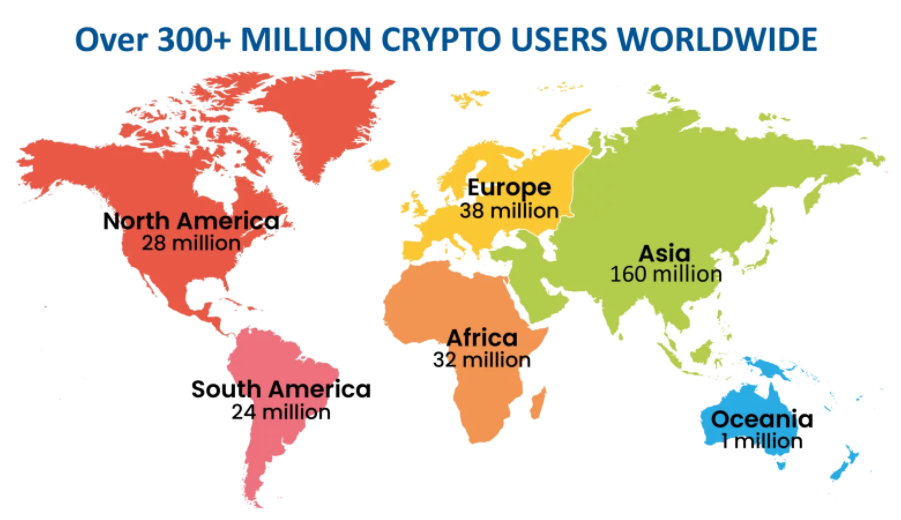 Over 300+ MILLION CRYPTO USERS WORLDWIDE
North America
28 million
Europe
38 million
Asia
160 million
Africa
32 million
South America
24 million
Oceania
1 million